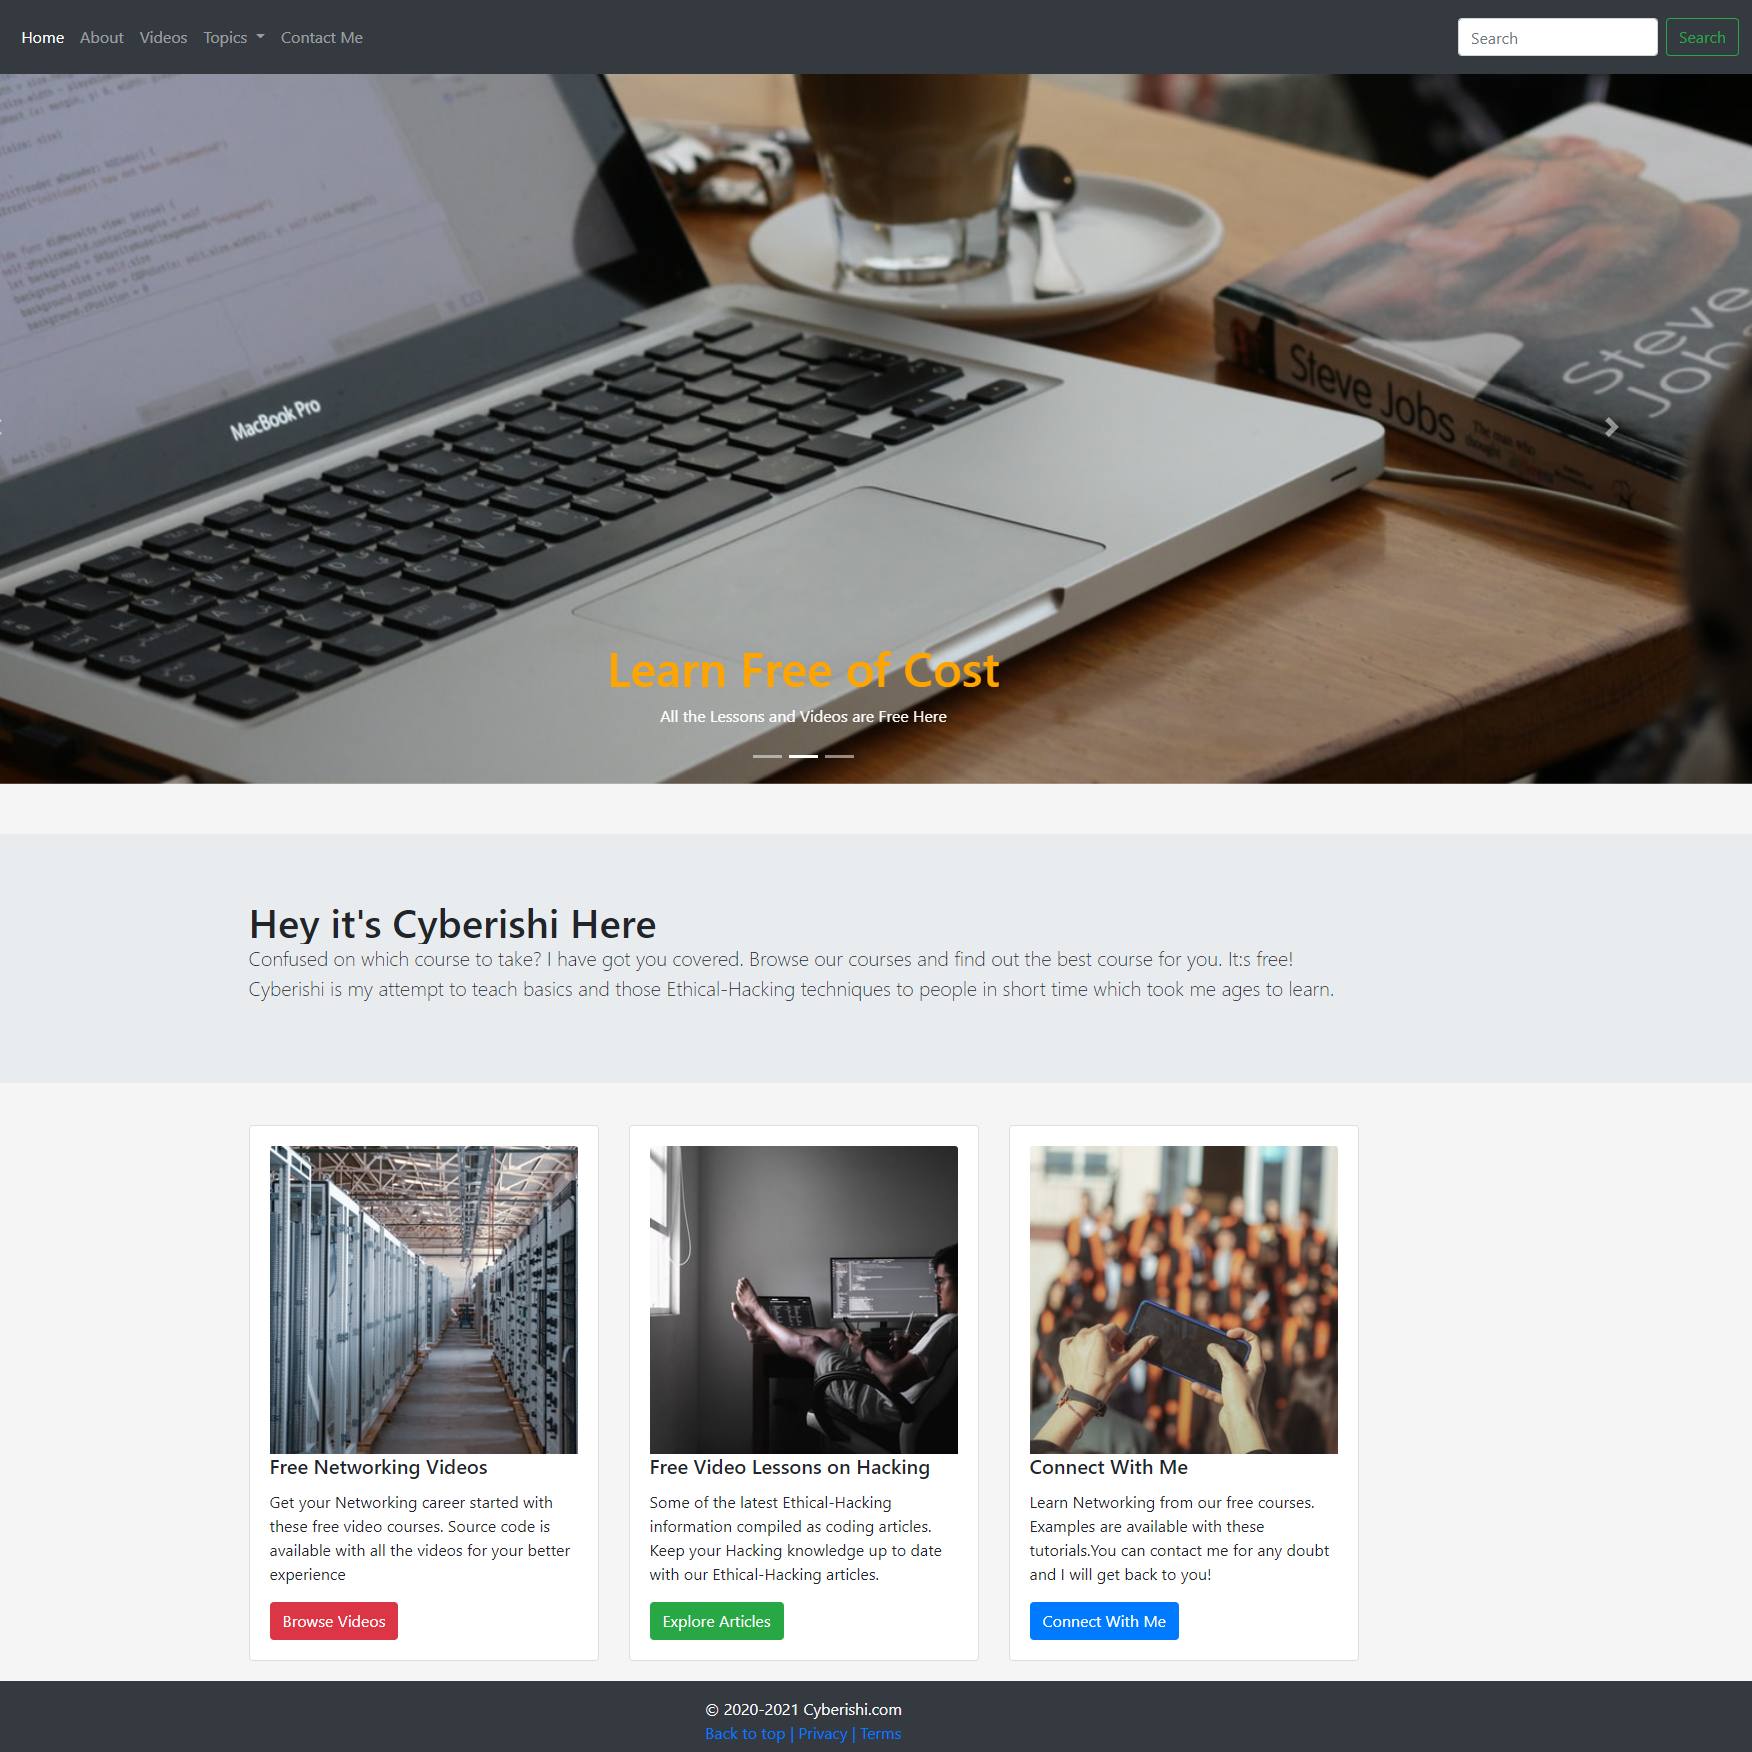 Home About Videos Topics Contact Me
Search Search
MacBook Pro
Steve Jobs
The man who
thought
Steve
Job
Learn Free of Cost
All the Lessons and Videos are Free Here
Hey it's Cyberishi Here
Confused on which course to take? I have got you covered. Browse our courses and find out the best course for you. It:s free!
Cyberishi is my attempt to teach basics and those Ethical-Hacking techniques to people in short time which took me ages to learn.
Free Networking Videos
Get your Networking career started with
these free video courses. Source code is
available with all the videos for your better
experience
Browse Videos
Free Video Lessons on Hacking
Some of the latest Ethical-Hacking
information compiled as coding articles.
Keep your Hacking knowledge up to date
with our Ethical-Hacking articles.
Explore Articles
Connect With Me
Learn Networking from our free courses.
Examples are available with these
tutorials.You can contact me for any doubt
and I will get back to you!
Connect With Me
© 2020-2021 Cyberishi.com
Back to top | Privacy | Terms